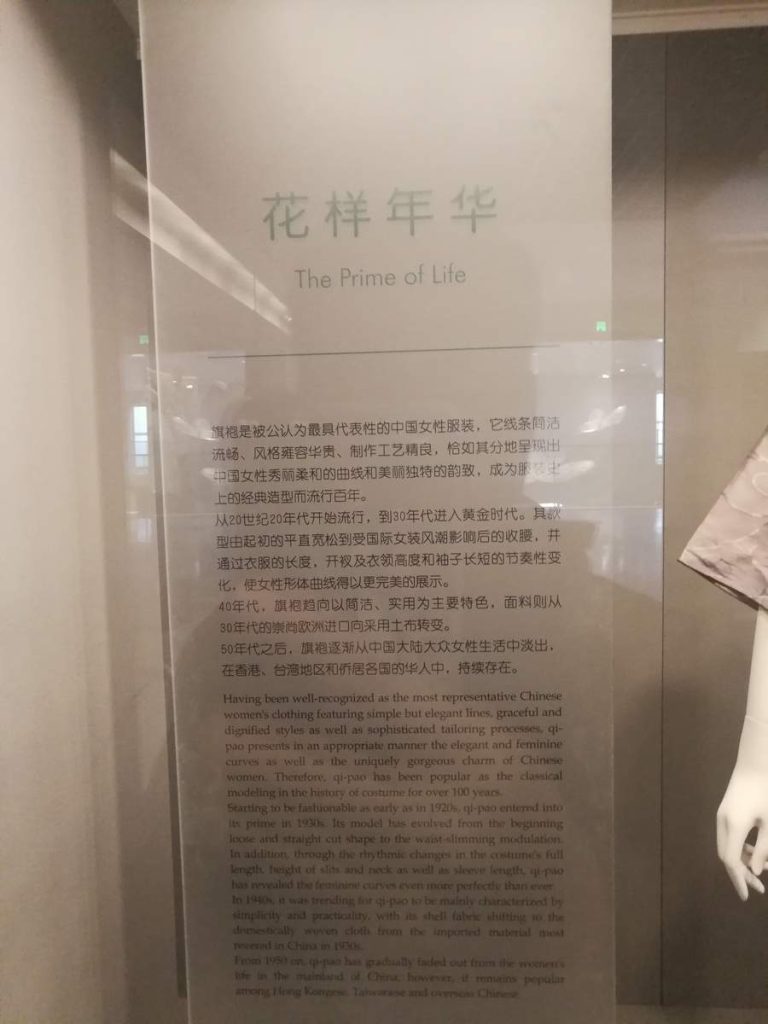 花样年华
The Prime of Life
旗袍是被公认为最具代表性的中国女性服装，它线条简洁
流畅、风格雍容华贵、制作工艺精良，恰如其分地呈现出
中国女性秀丽柔和的曲线和美丽独特的韵致，成为服装史
上的经典造型而流行百年。
从20世纪20年代开始流行，到30年代进入黄金时代。其款
型由起初的平直宽松到受国际女装风潮影响后的收腰，并
通过衣服的长度，开衩及衣领高度和袖子长短的节奏性变
化，使女性形体曲线得以更完美的展示。
40年代，旗袍趋向以简洁、实用为主要特色，面料则从
30年代的崇尚欧洲进口向采用土布转变。
50年代之后，旗袍逐渐从中国大陆大众女性生活中淡出，
在香港、台湾地区和侨居各国的华人中，持续存在。
Having been well-recognized as the most representative Chinese
women's clothing featuring simple but elegant lines, graceful and
dignified styles as well as sophisticated tailoring processes, qi-
pao presents in an appropriate manner the elegant and feminine
curves as well as the uniquely gorgeous charm of Chinese
women. Therefore, qi-pao has been popular as the classical
modeling in the history of costume for over 100 years.
Starting to be fashionable as early as in 1920s, qi-pao entered into
its prime in 1930s. Its model has evolved from the beginning
loose and straight cut shape to the waist-slimming modulation.
In addition, through the rhythmic changes in the costume's full
length, height of slits and neck as well as sleeve length, qi-pao
has revealed the feminine curves even more perfectly than ever.
In 1940s, it was trending for qi-pao to be mainly characterized by
simplicity and practicality, with its shell fabric shifting to the
domestically woven cloth from the imported material most
revered in China in 1930s.
From 1950 on, qi-pao has gradually faded out from the women's
life in the mainland of China, however, it remains popular
among Hong Kongese, Taiwanese and overseas Chinese.